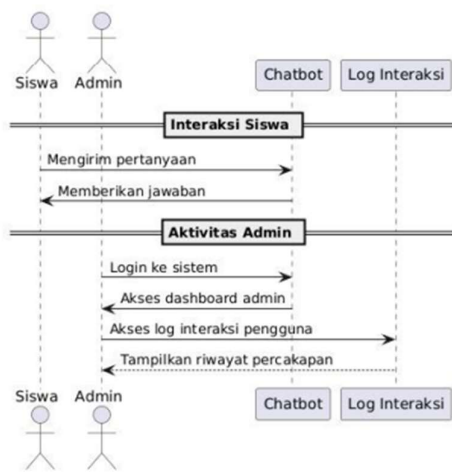 Siswa Admin Chatbot Log Interaksi
Interaksi Siswa
Mengirim pertanyaan
Memberikan jawaban
Aktivitas Admin
Login ke sistem
Akses dashboard admin
Akses log interaksi pengguna
Tampilkan riwayat percakapan
Siswa Admin Chatbot Log Interaksi